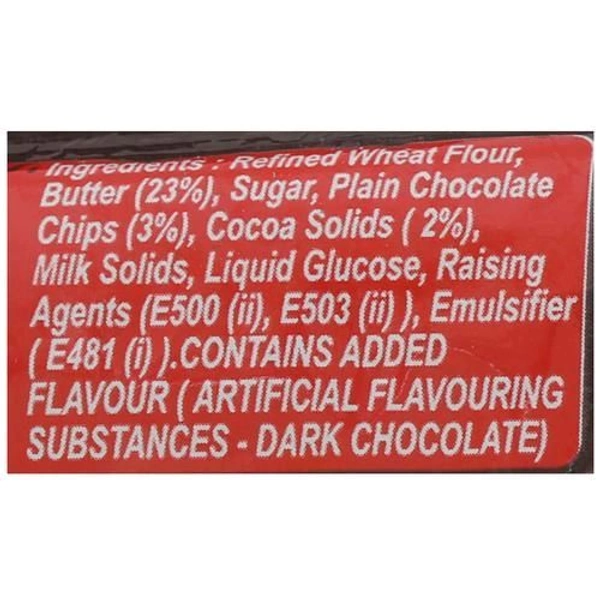 Ingredients : Refined Wheat Flour,
Butter (23%), Sugar, Plain Chocolate
Chips (3%), Cocoa Solids ( 2%),
Milk Solids, Liquid Glucose, Raising
Agents (E500 (ii), E503 (ii) ), Emulsifier
( E481 (i) ).CONTAINS ADDED
FLAVOUR ( ARTIFICIAL FLAVOURING
SUBSTANCES - DARK CHOCOLATE)